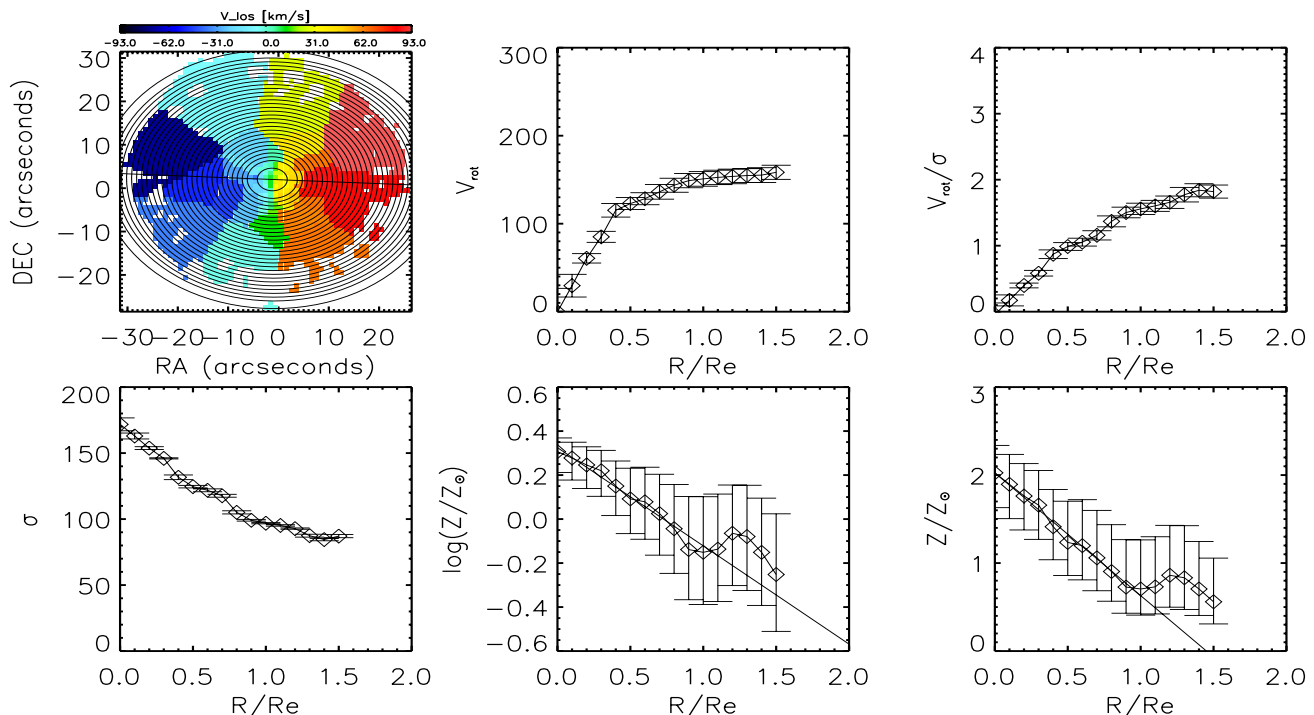 V_los [km/s]
−93.0 −62.0 −31.0 0.0 31.0 62.0 93.0
30
20
10
0
−10
−20
DEC (arcseconds)
−30 −20 −10 0 10 20
RA (arcseconds)
300
200
100
0
V_rot
0.0 0.5 1.0 1.5 2.0
R/Re
4
3
2
1
0
V_rot/σ
0.0 0.5 1.0 1.5 2.0
R/Re
200
150
100
50
0
σ
0.0 0.5 1.0 1.5 2.0
R/Re
0.6
0.4
0.2
0.0
−0.2
−0.4
−0.6
log(Z/Z⊙)
0.0 0.5 1.0 1.5 2.0
R/Re
3
2
1
0
Z/Z⊙
0.0 0.5 1.0 1.5 2.0
R/Re